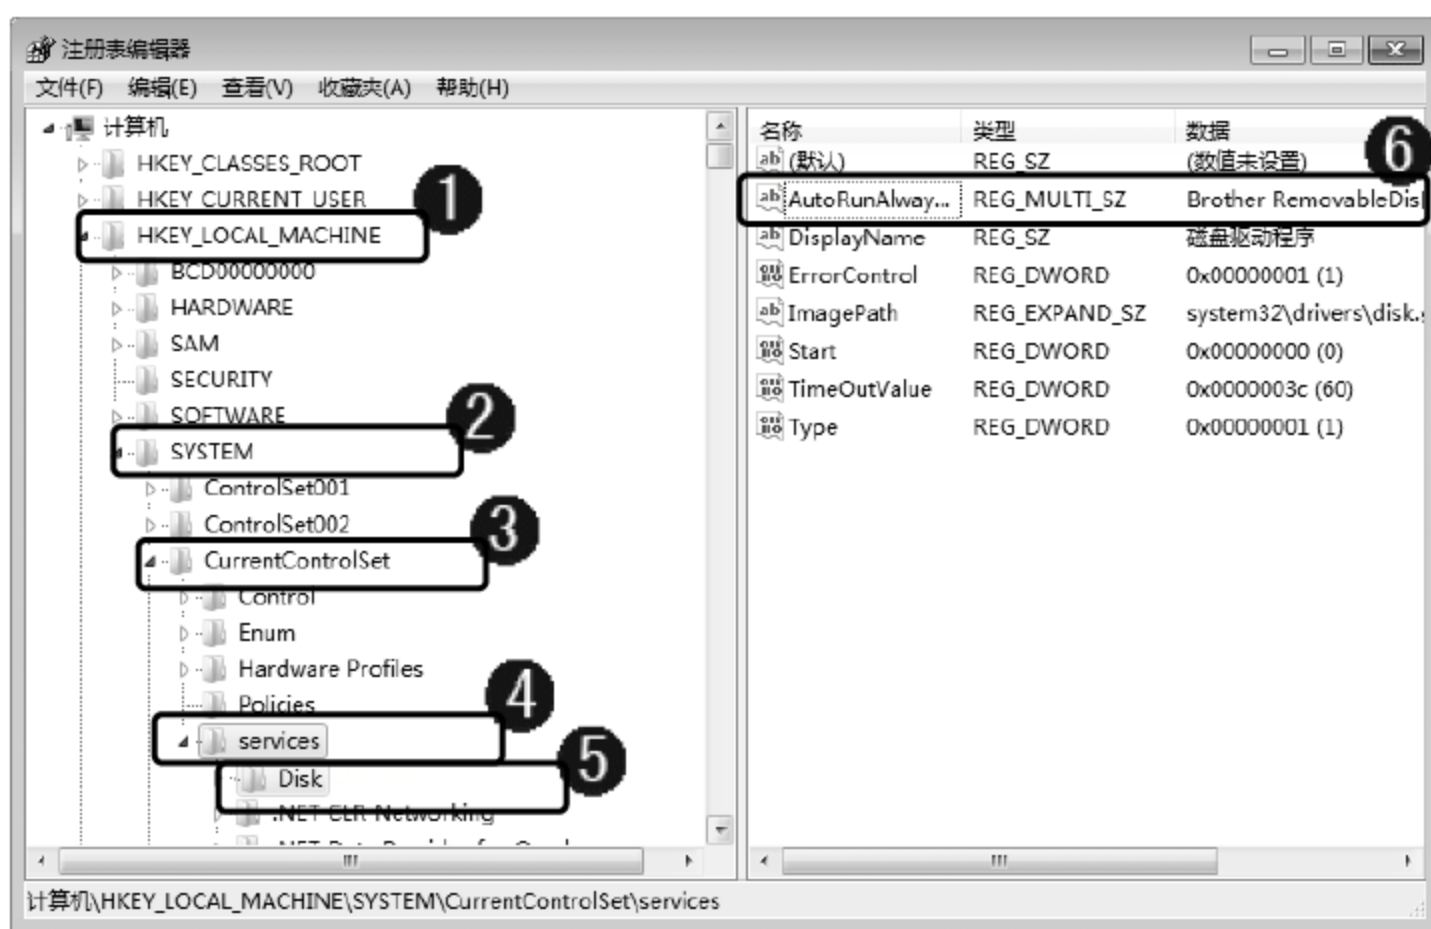 注册表编辑器
文件(F) 编辑(E) 查看(V) 收藏夹(A) 帮助(H)
计算机
HKEY_CLASSES_ROOT
HKEY_CURRENT_USER
1
HKEY_LOCAL_MACHINE
BCD00000000
HARDWARE
SAM
SECURITY
SOFTWARE
2
SYSTEM
ControlSet001
ControlSet002
3
CurrentControlSet
Control
Enum
Hardware Profiles
Policies
4
services
5
Disk
.NET CLR Networking
名称 类型 数据
6
(默认) REG_SZ (数值未设置)
AutoRunAlway... REG_MULTI_SZ Brother RemovableDis
DisplayName REG_SZ 磁盘驱动程序
ErrorControl REG_DWORD 0x00000001 (1)
ImagePath REG_EXPAND_SZ system32\drivers\disk.
Start REG_DWORD 0x00000000 (0)
TimeOutValue REG_DWORD 0x0000003c (60)
Type REG_DWORD 0x00000001 (1)
计算机\HKEY_LOCAL_MACHINE\SYSTEM\CurrentControlSet\services